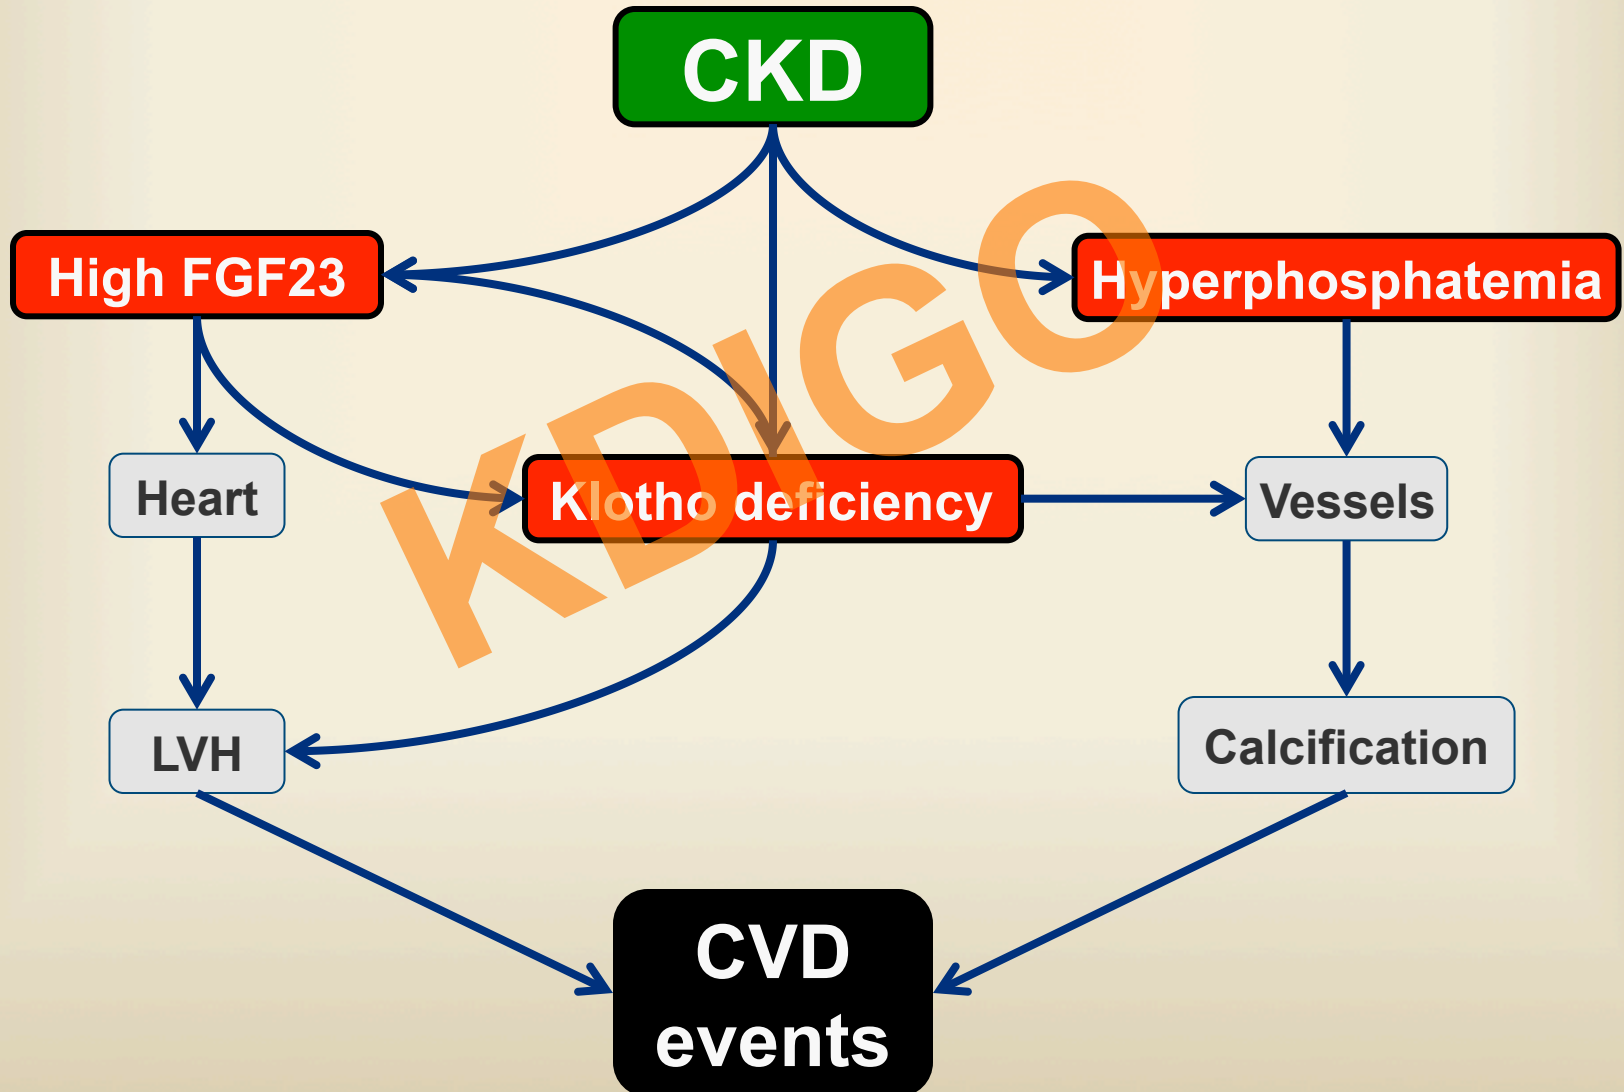 CKD
High FGF23
Hyperphosphatemia
KDIGO
Heart
Klotho deficiency
Vessels
LVH
Calcification
CVD
events